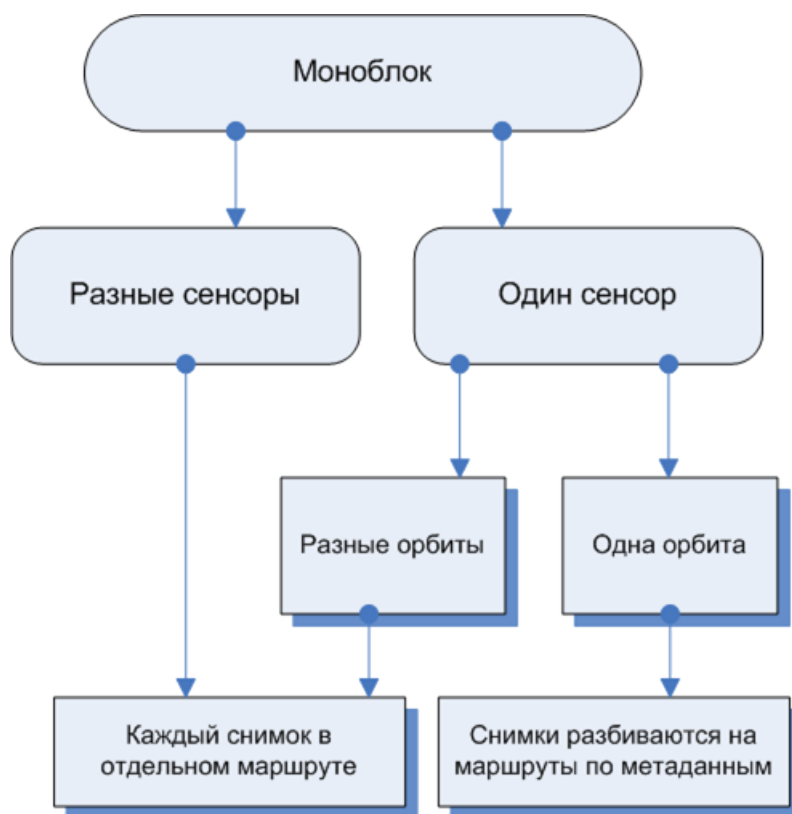 Моноблок
Разные сенсоры
Один сенсор
Разные орбиты
Одна орбита
Каждый снимок в
отдельном маршруте
Снимки разбиваются на
маршруты по метаданным